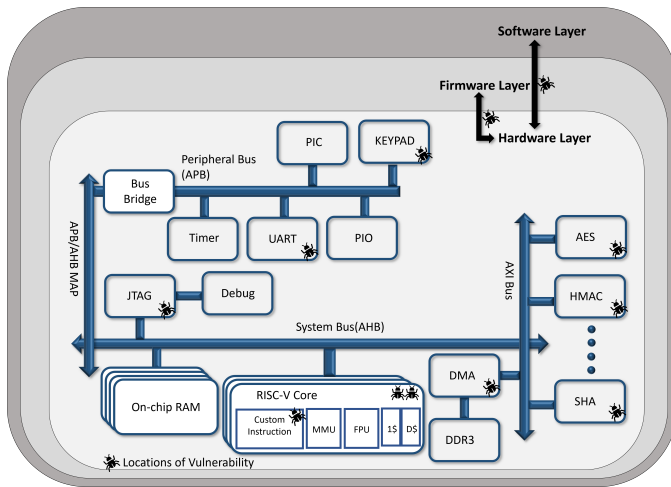 Software Layer
Firmware Layer
Hardware Layer
PIC
KEYPAD
Peripheral Bus
(APB)
Bus
Bridge
Timer
UART
PIO
APB/AHB MAP
AXI Bus
AES
JTAG
Debug
HMAC
System Bus(AHB)
On-chip RAM
RISC-V Core
Custom
Instruction
MMU
FPU
1$
D$
DMA
DDR3
SHA
Locations of Vulnerability